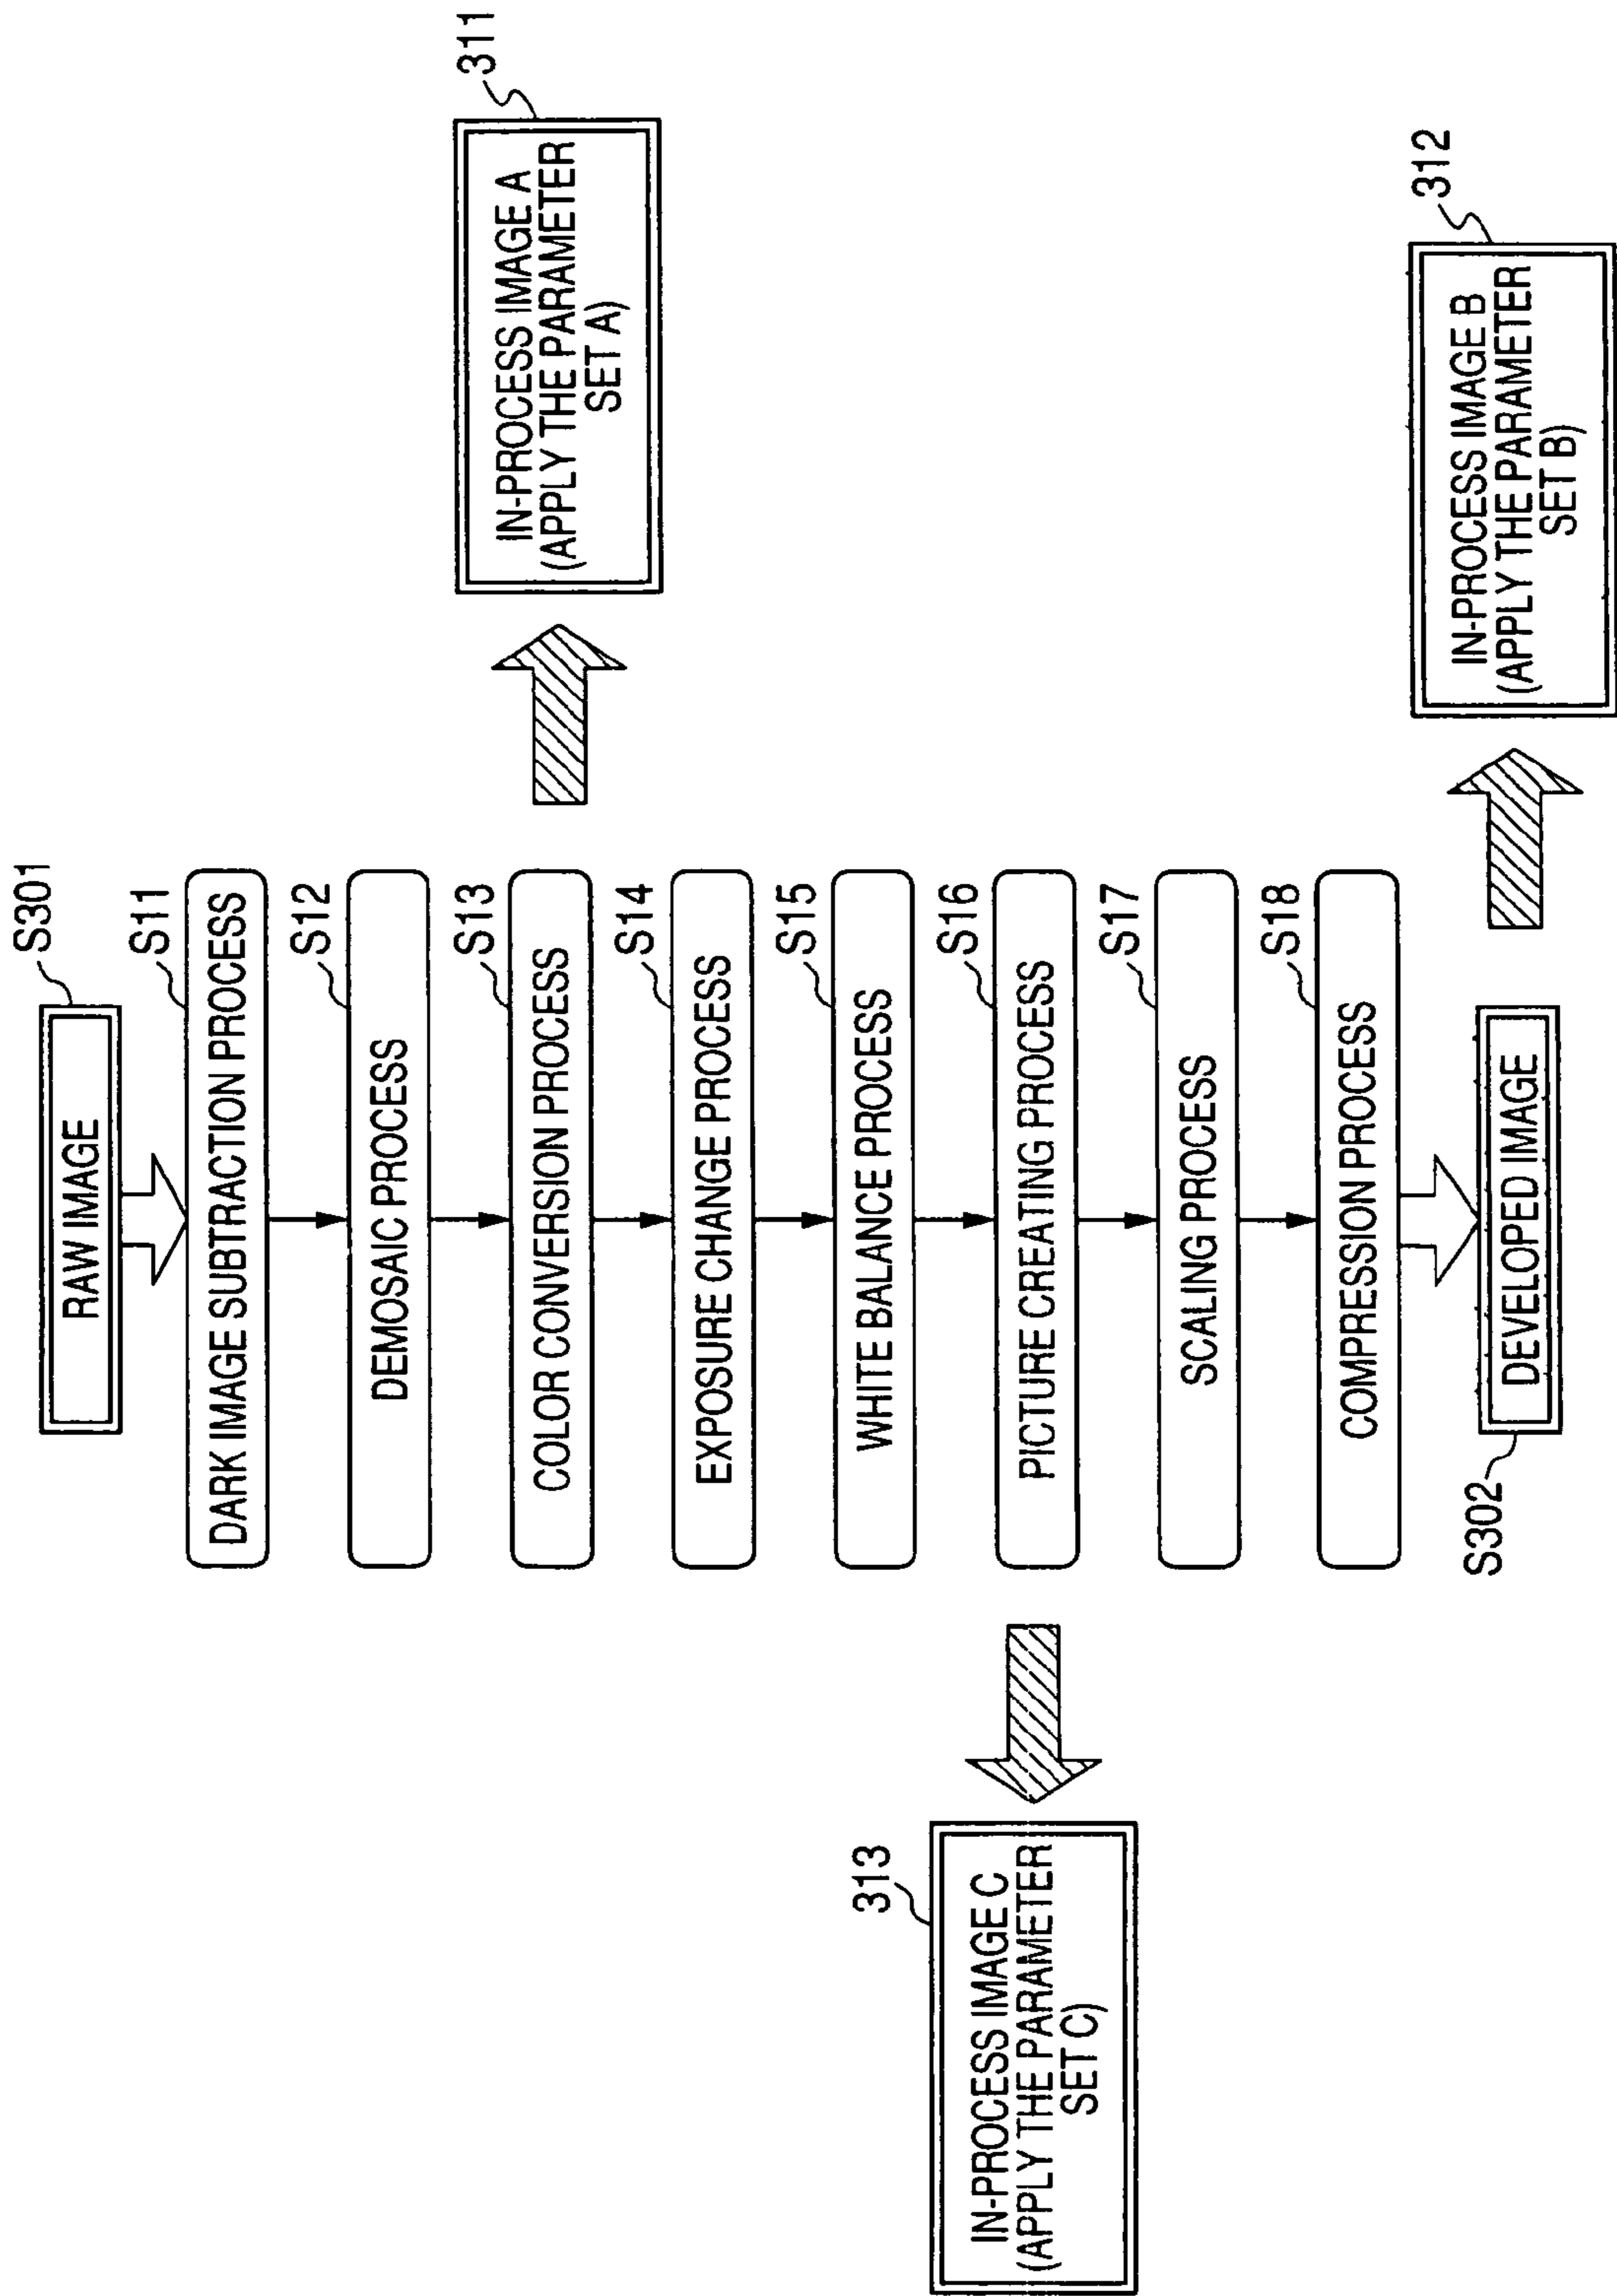 S301
RAW IMAGE
S11
DARK IMAGE SUBTRACTION PROCESS
S12
DEMOSAIC PROCESS
S13
COLOR CONVERSION PROCESS
311
IN-PROCESS IMAGE A
(APPLY THE PARAMETER
SET A)
S14
EXPOSURE CHANGE PROCESS
S15
WHITE BALANCE PROCESS
S16
PICTURE CREATING PROCESS
313
IN-PROCESS IMAGE C
(APPLY THE PARAMETER
SET C)
S17
SCALING PROCESS
S18
COMPRESSION PROCESS
S302
DEVELOPED IMAGE
312
IN-PROCESS IMAGE B
(APPLY THE PARAMETER
SET B)